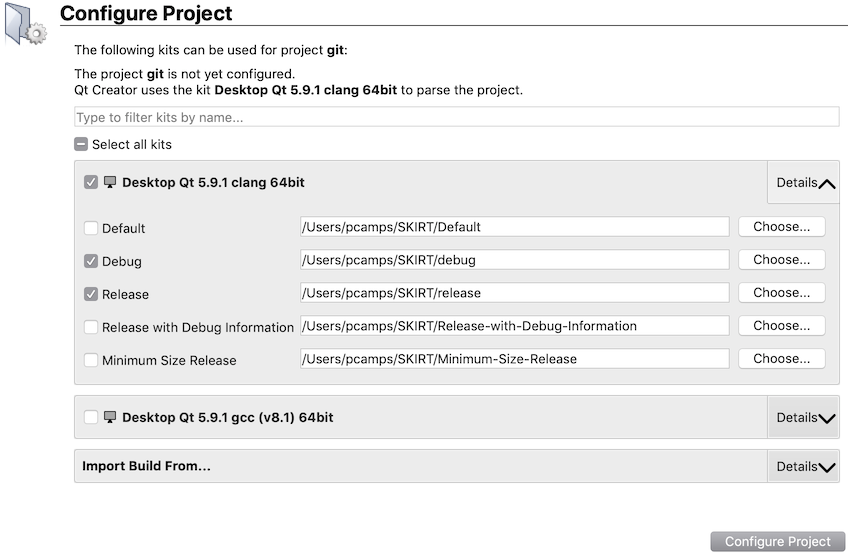 Configure Project
The following kits can be used for project git:
The project git is not yet configured.
Qt Creator uses the kit Desktop Qt 5.9.1 clang 64bit to parse the project.
Type to filter kits by name...
Select all kits
Desktop Qt 5.9.1 clang 64bit Details
Default /Users/pcamps/SKIRT/Default Choose...
Debug /Users/pcamps/SKIRT/debug Choose...
Release /Users/pcamps/SKIRT/release Choose...
Release with Debug Information /Users/pcamps/SKIRT/Release-with-Debug-Information Choose...
Minimum Size Release /Users/pcamps/SKIRT/Minimum-Size-Release Choose...
Desktop Qt 5.9.1 gcc (v8.1) 64bit Details
Import Build From... Details
Configure Project